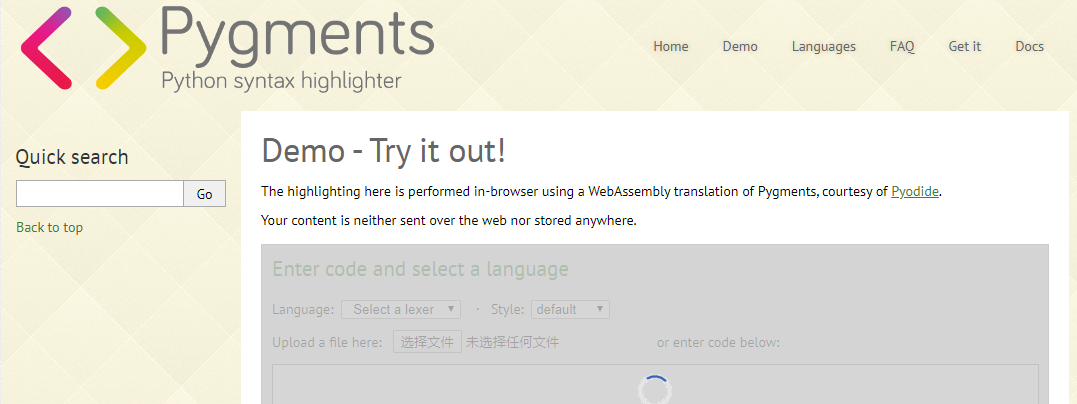 Pygments
Python syntax highlighter
Home Demo Languages FAQ Get it Docs
Quick search
Go
Back to top
Demo - Try it out!
The highlighting here is performed in-browser using a WebAssembly translation of Pygments, courtesy of Pyodide.
Your content is neither sent over the web nor stored anywhere.
Enter code and select a language
Language: Select a lexer · Style: default
Upload a file here: 选择文件 未选择任何文件 or enter code below: